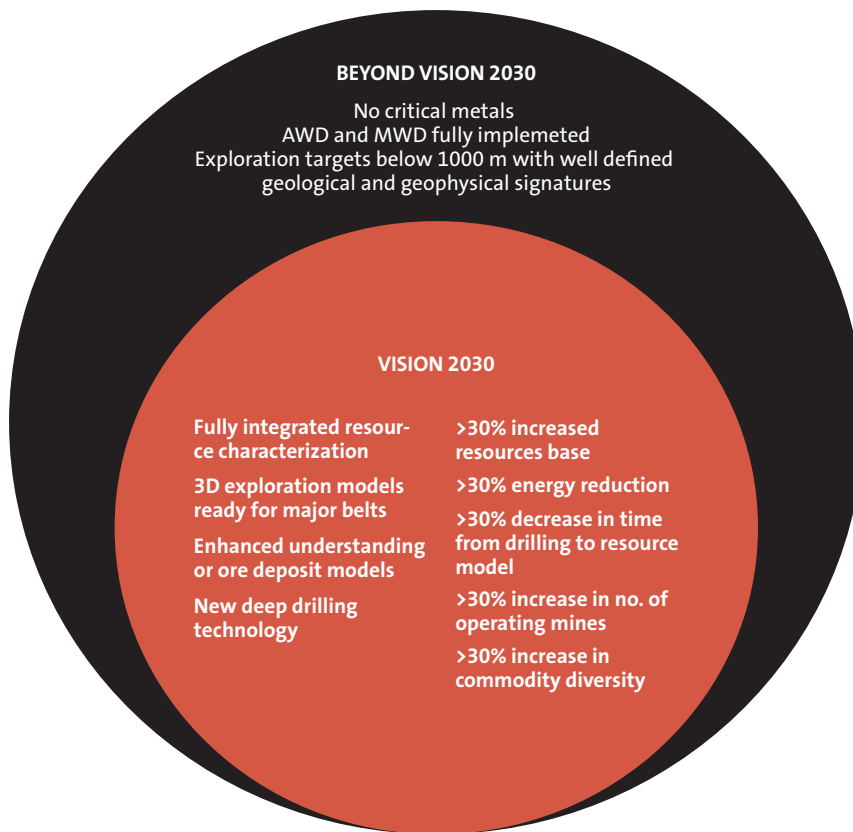 BEYOND VISION 2030
No critical metals
AWD and MWD fully implemeted
Exploration targets below 1000 m with well defined
geological and geophysical signatures
VISION 2030
Fully integrated resour-
ce characterization
3D exploration models
ready for major belts
Enhanced understanding
or ore deposit models
New deep drilling
technology
>30% increased
resources base
>30% energy reduction
>30% decrease in time
from drilling to resource
model
>30% increase in no. of
operating mines
>30% increase in
commodity diversity